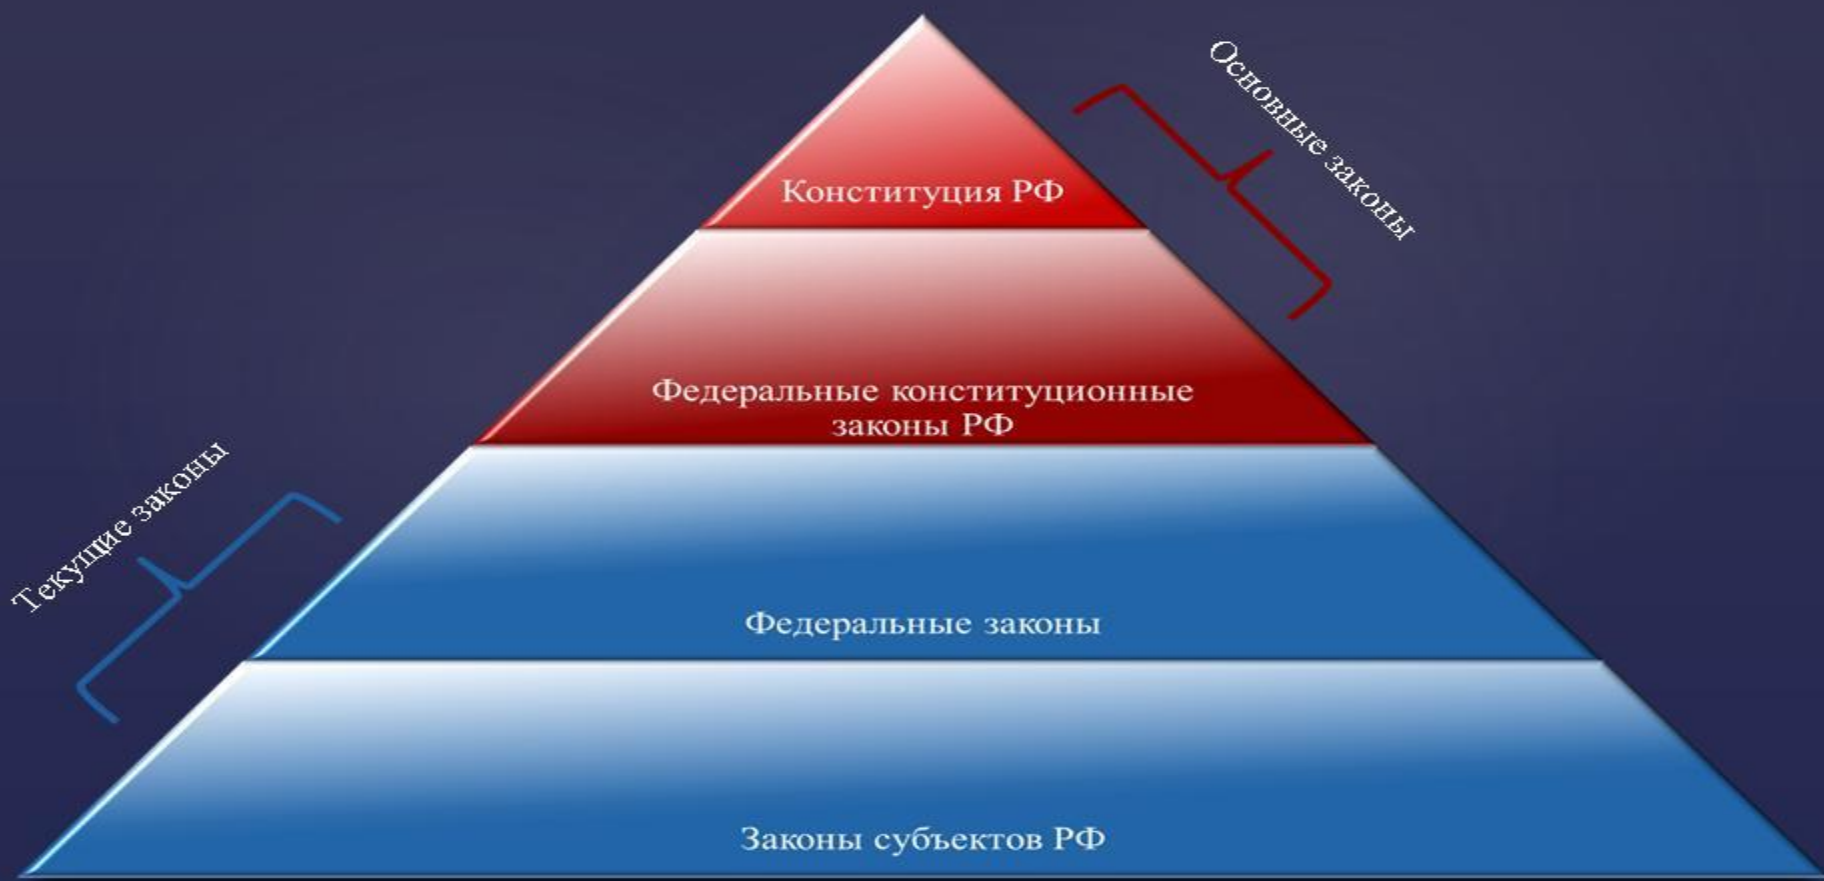 Основные законы
Конституция РФ
Федеральные конституционные
законы РФ
Текущие законы
Федеральные законы
Законы субъектов РФ